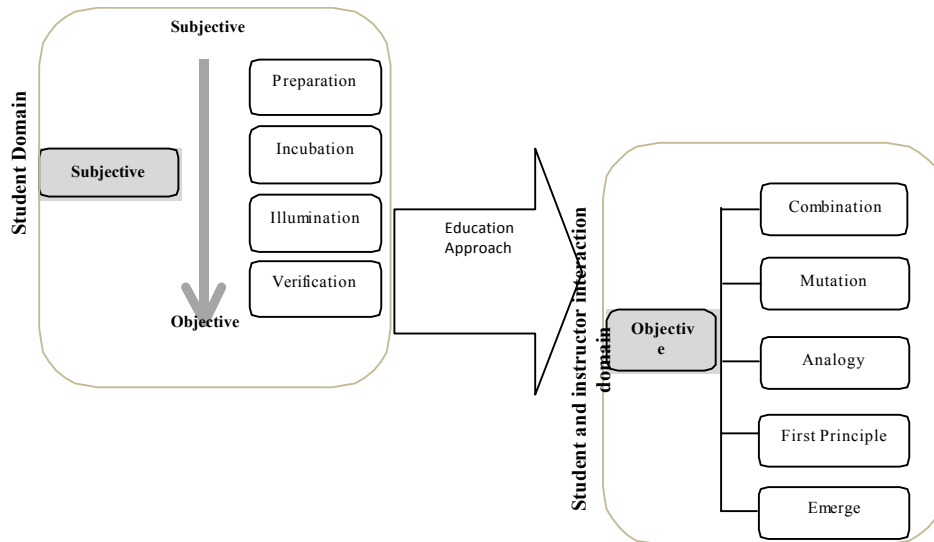 Student Domain
Subjective
Subjective
Objective
Preparation
Incubation
Illumination
Verification
Education
Approach
Student and instructor interaction
domain
Objectiv
e
Combination
Mutation
Analogy
First Principle
Emerge